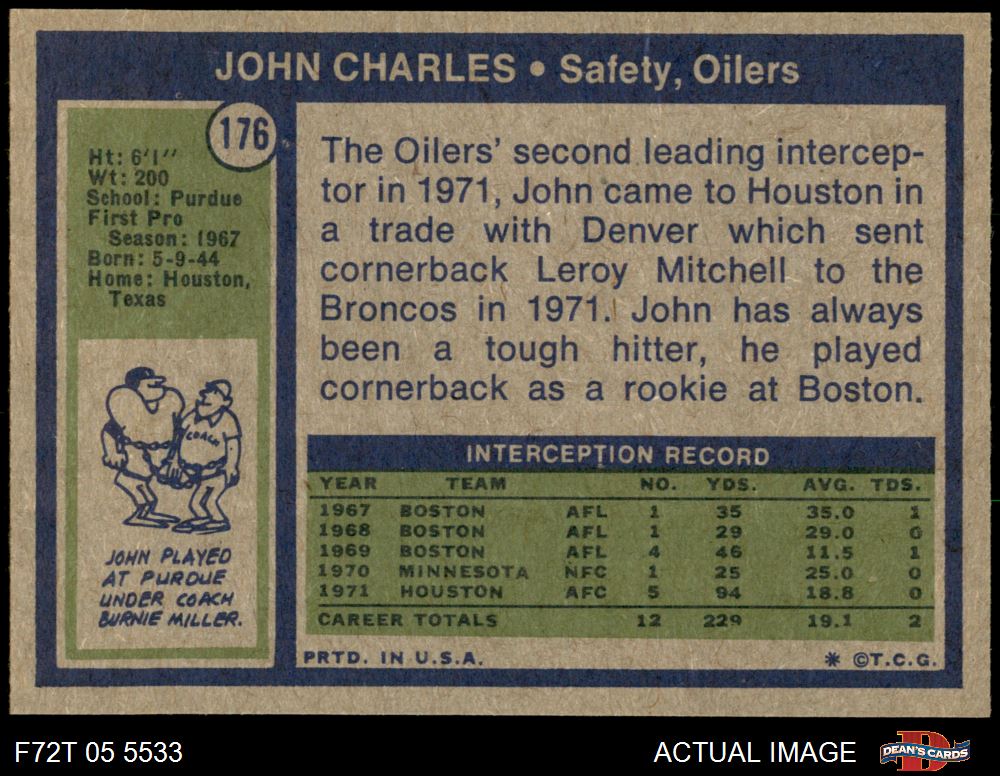 JOHN CHARLES • Safety, Oilers
176
Ht: 6'1''
Wt: 200
School: Purdue
First Pro
Season: 1967
Born: 5-9-44
Home: Houston,
Texas
COACH
JOHN PLAYED
AT PURDUE
UNDER COACH
BURNIE MILLER.
The Oilers' second leading intercep-
tor in 1971, John came to Houston in
a trade with Denver which sent
cornerback Leroy Mitchell to the
Broncos in 1971. John has always
been a tough hitter, he played
cornerback as a rookie at Boston.
INTERCEPTION RECORD
YEAR TEAM NO. YDS. AVG. TDS.
1967 BOSTON AFL 1 35 35.0 1
1968 BOSTON AFL 1 29 29.0 0
1969 BOSTON AFL 4 46 11.5 1
1970 MINNESOTA NFC 1 25 25.0 0
1971 HOUSTON AFC 5 94 18.8 0
CAREER TOTALS 12 229 19.1 2
PRTD. IN U.S.A. * ©T.C.G.
F72T 05 5533 ACTUAL IMAGE DEAN'S CARDS